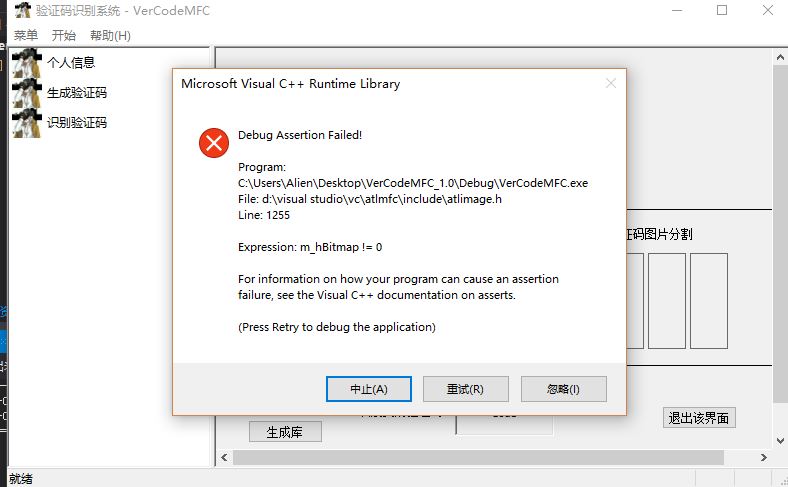 验证码识别系统 - VerCodeMFC
菜单 开始 帮助(H)
个人信息
生成验证码
识别验证码
Microsoft Visual C++ Runtime Library
Debug Assertion Failed!
Program:
C:\Users\Alien\Desktop\VerCodeMFC_1.0\Debug\VerCodeMFC.exe
File: d:\visual studio\vc\atlmfc\include\atlimage.h
Line: 1255
Expression: m_hBitmap != 0
For information on how your program can cause an assertion
failure, see the Visual C++ documentation on asserts.
(Press Retry to debug the application)
中止(A) 重试(R) 忽略(I)
证码图片分割
生成库
退出该界面
就绪